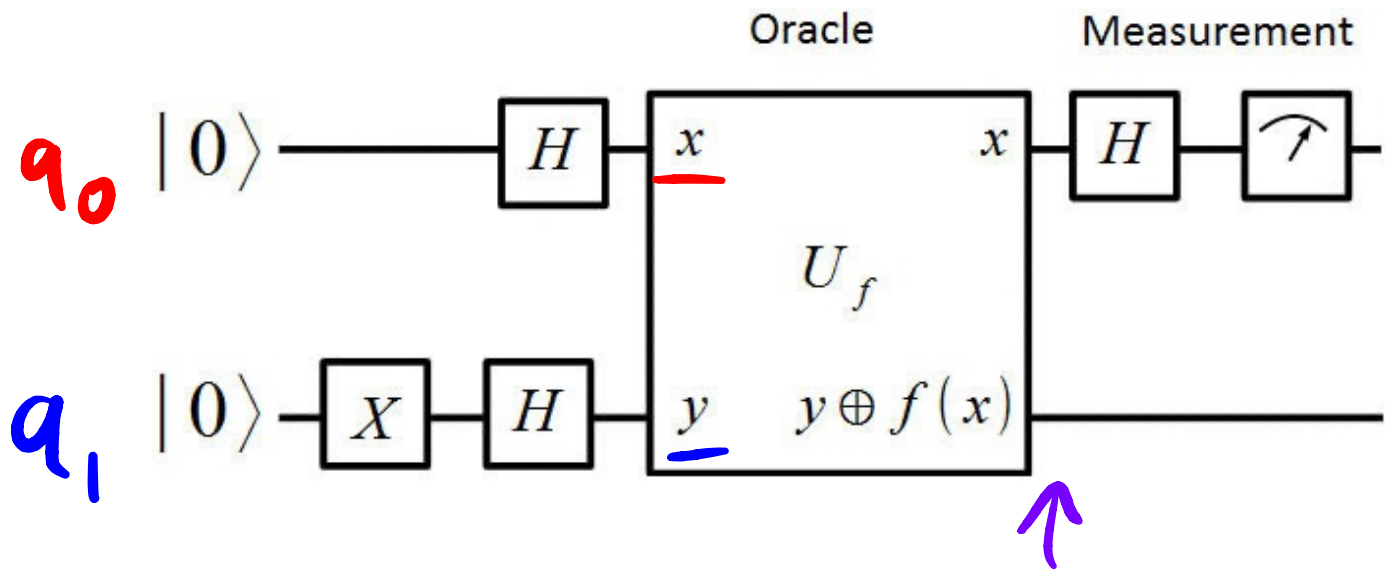 Oracle Measurement
q₀ |0⟩ H x x H
U_f
q₁ |0⟩ X H y y ⊕ f(x)